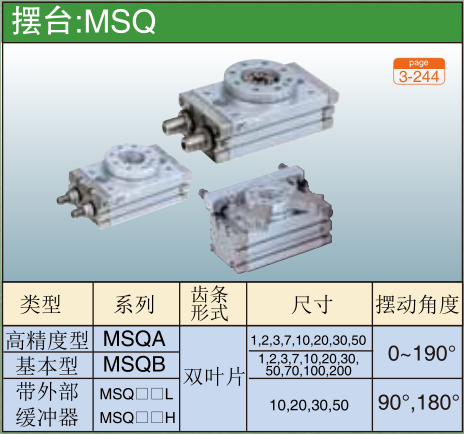 摆台:MSQ
page
3-244
类型 系列 齿条形式 尺寸 摆动角度
高精度型 MSQA 双叶片 1,2,3,7,10,20,30,50 0~190°
基本型 MSQB 1,2,3,7,10,20,30,
50,70,100,200
带外部 MSQ□□L 10,20,30,50 90°,180°
缓冲器 MSQ□□H